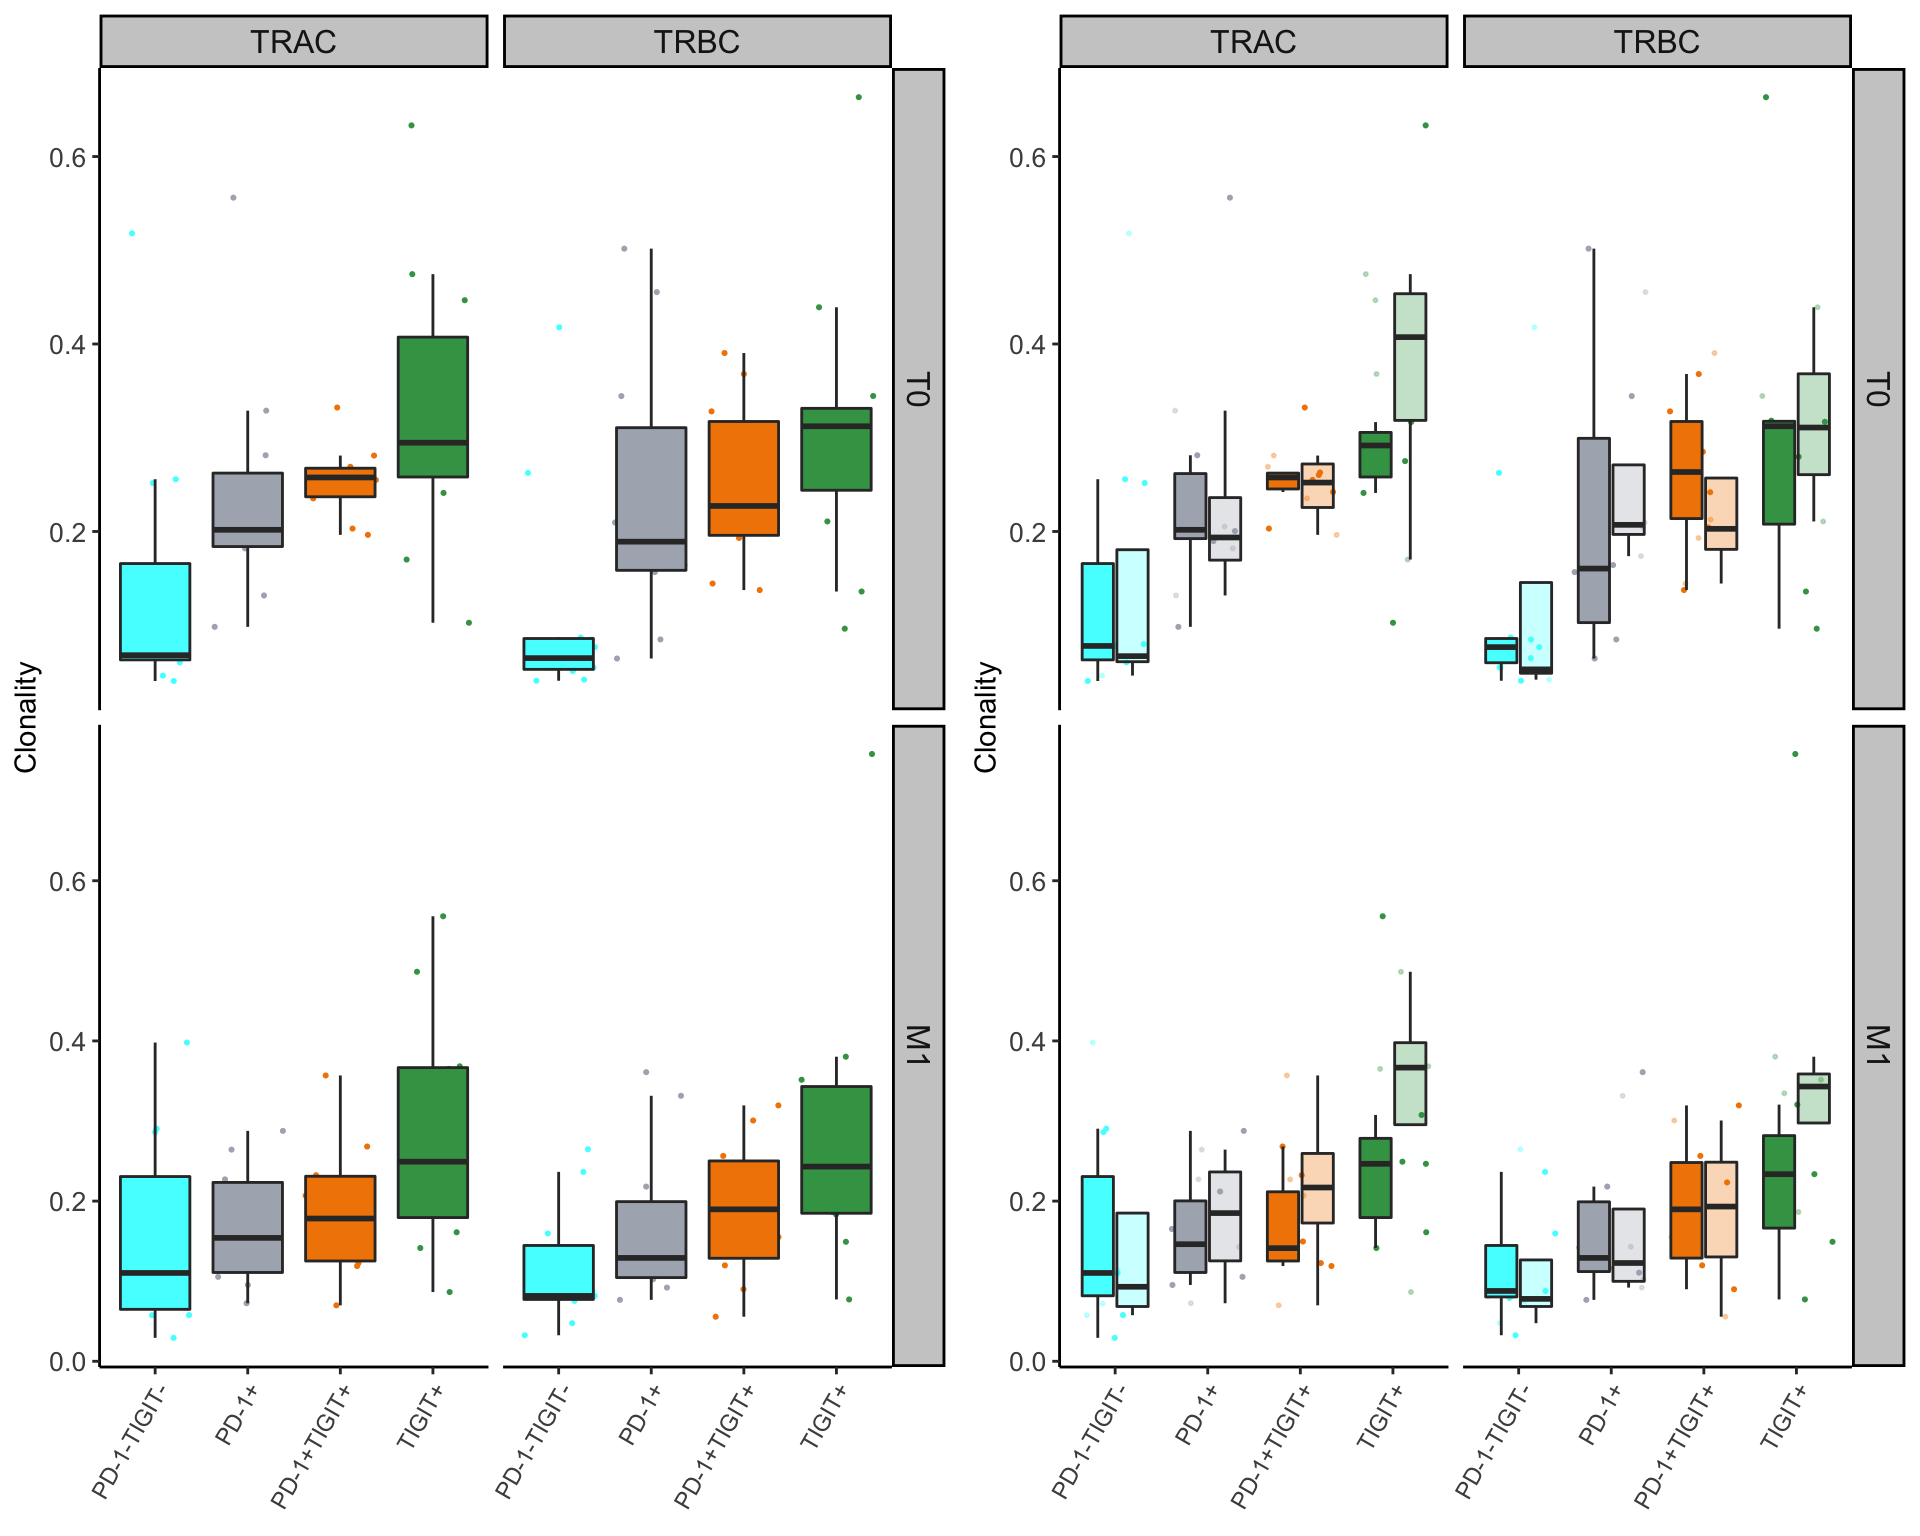 TRAC
TRBC
T0
M1
Clonality
0.6
0.4
0.2
0.6
0.4
0.2
0.0
PD-1-TIGIT-
PD-1+
PD-1+TIGIT+
TIGIT+
PD-1-TIGIT-
PD-1+
PD-1+TIGIT+
TIGIT+
TRAC
TRBC
T0
M1
Clonality
0.6
0.4
0.2
0.6
0.4
0.2
0.0
PD-1-TIGIT-
PD-1+
PD-1+TIGIT+
TIGIT+
PD-1-TIGIT-
PD-1+
PD-1+TIGIT+
TIGIT+